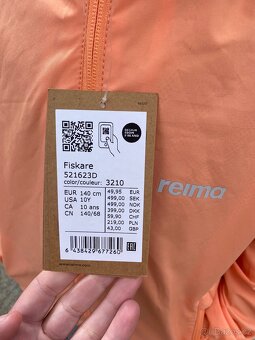 Fiskare
521623D
color/couleur: 3210
EUR 140 cm
USA 10Y
CA 10 ans
CN 140/68
49,95 EUR
499,00 SEK
499,00 NOK
399,00 DKK
59,90 CHF
219,00 PLN
43,00 GBP
6 438429 677260
reima